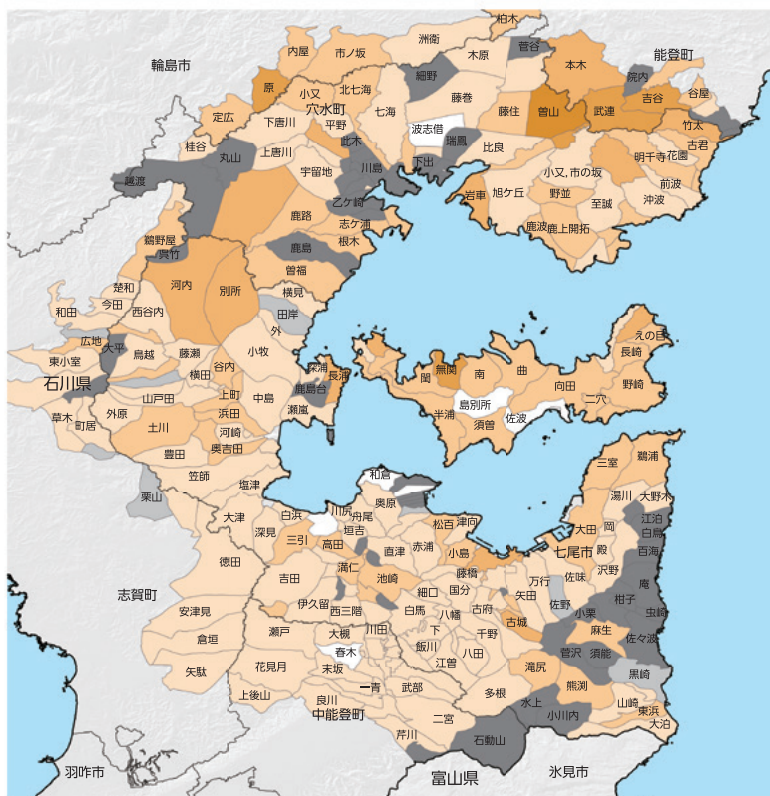 柏木
洲衛
内屋
市ノ坂
木原
菅谷
能登町
輪島市
本木
原
小又
北七海
細野
院内
穴水町
七海
藤巻
吉谷
谷屋
定広
下唐川
平野
波志借
藤住
曽山
武連
竹太
桂谷
丸山
上唐川
此木
瑞鳳
比良
古君
越渡
宇留地
川島
下出
明千寺
花園
小又,市の坂
前波
乙ケ崎
岩車
旭ケ丘
野並
至誠
沖波
鹿路
志ケ浦
鹿波
鹿上開拓
鵜野屋
鹿島
根木
呉竹
曽福
河内
別所
楚和
横見
今田
和田
西谷内
田岸
外
広地
大平
鳥越
藤瀬
小牧
えの目
東小室
横田
谷内
深浦
長浦
無関
南
曲
長崎
石川県
鹿島台
閨
向田
野崎
山戸田
上町
中島
島別所
二穴
草木
外原
浜田
瀬嵐
半浦
佐波
町居
土川
河崎
須曽
豊田
奥吉田
三室
鵜浦
笠師
和倉
栗山
塩津
奥原
湯川
大野木
大津
白浜
川尻
舟尾
松百
津向
岡
江泊
深見
三引
垣吉
大田
白鳥
高田
直津
赤浦
小島
七尾市
殿
百海
徳田
満仁
藤橋
沢野
吉田
池崎
万行
佐味
庵
志賀町
伊久留
細口
国分
矢田
佐野
柑子
安津見
西三階
白馬
八幡
古府
小栗
虫崎
倉垣
瀬戸
大槻
川田
下
千野
古城
麻生
佐々波
春木
飯川
菅沢
須能
矢駄
花見月
末坂
江曽
八田
滝尻
黒崎
上後山
良川
一青
武部
多根
熊渕
中能登町
水上
山崎
二宮
小川内
東浜
芹川
石動山
大泊
羽咋市
富山県
氷見市